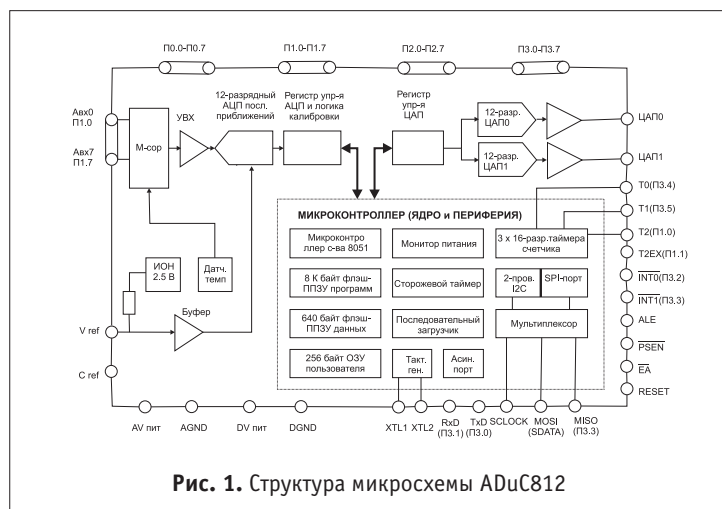 П0.0-П0.7
П1.0-П1.7
П2.0-П2.7
П3.0-П3.7
Авх0
П1.0
Авх7
П1.7
М-сор
УВХ
12-разрядный
АЦП посл.
приближений
Регистр упр-я
АЦП и логика
калибровки
Регистр
упр-я
ЦАП
12-разр.
ЦАП0
12-разр.
ЦАП1
ЦАП0
ЦАП1
T0(П3.4)
T1(П3.5)
T2(П1.0)
T2EX(П1.1)
INT0(П3.2)
INT1(П3.3)
ALE
PSEN
EA
RESET
МИКРОКОНТРОЛЛЕР (ЯДРО и ПЕРИФЕРИЯ)
Микроконтро
ллер с-ва 8051
Монитор питания
3 х 16-разр.таймера
счетчика
8 К байт флэш-
ППЗУ программ
Сторожевой таймер
2-пров.
I2C
SPI-порт
640 байт флэш-
ППЗУ данных
Последовательный
загрузчик
Мультиплексор
256 байт ОЗУ
пользователя
Такт.
ген.
Асин.
порт
ИОН
2.5 В
Датч.
темп
Буфер
V ref
C ref
AV пит
AGND
DV пит
DGND
XTL1
XTL2
RxD
(П3.1)
TxD
(П3.0)
SCLOCK
MOSI
(SDATA)
MISO
(П3.3)
Рис. 1. Структура микросхемы ADuC812